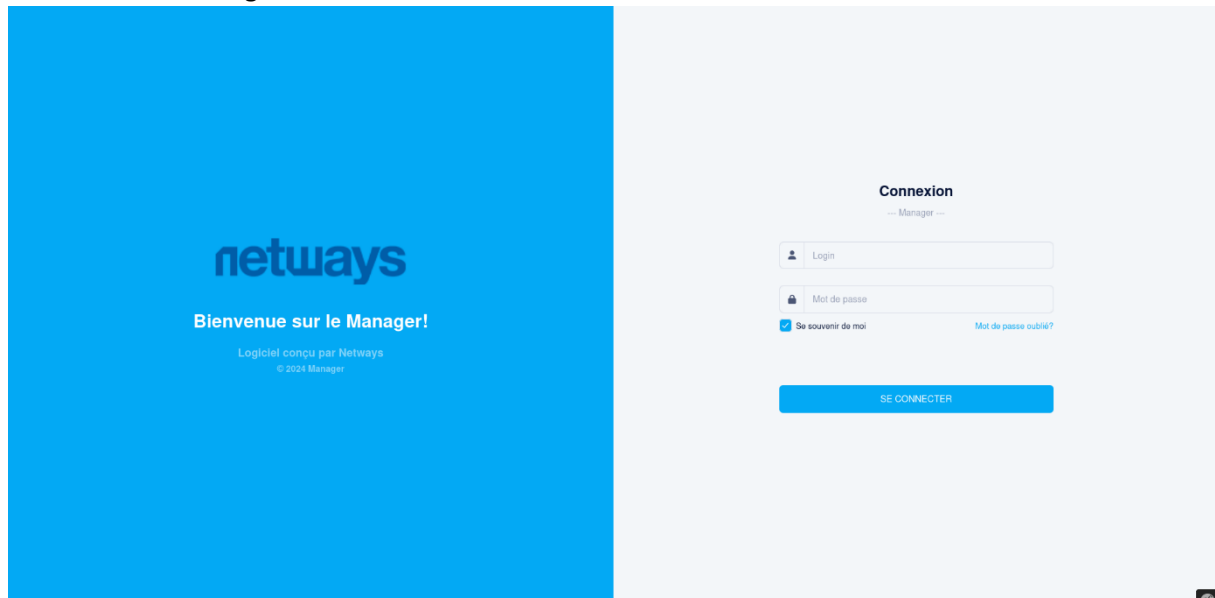 netways
Bienvenue sur le Manager!
Logiciel conçu par Netways
© 2024 Manager
Connexion
— Manager —
Login
Mot de passe
Se souvenir de moi
Mot de passe oublié?
SE CONNECTER